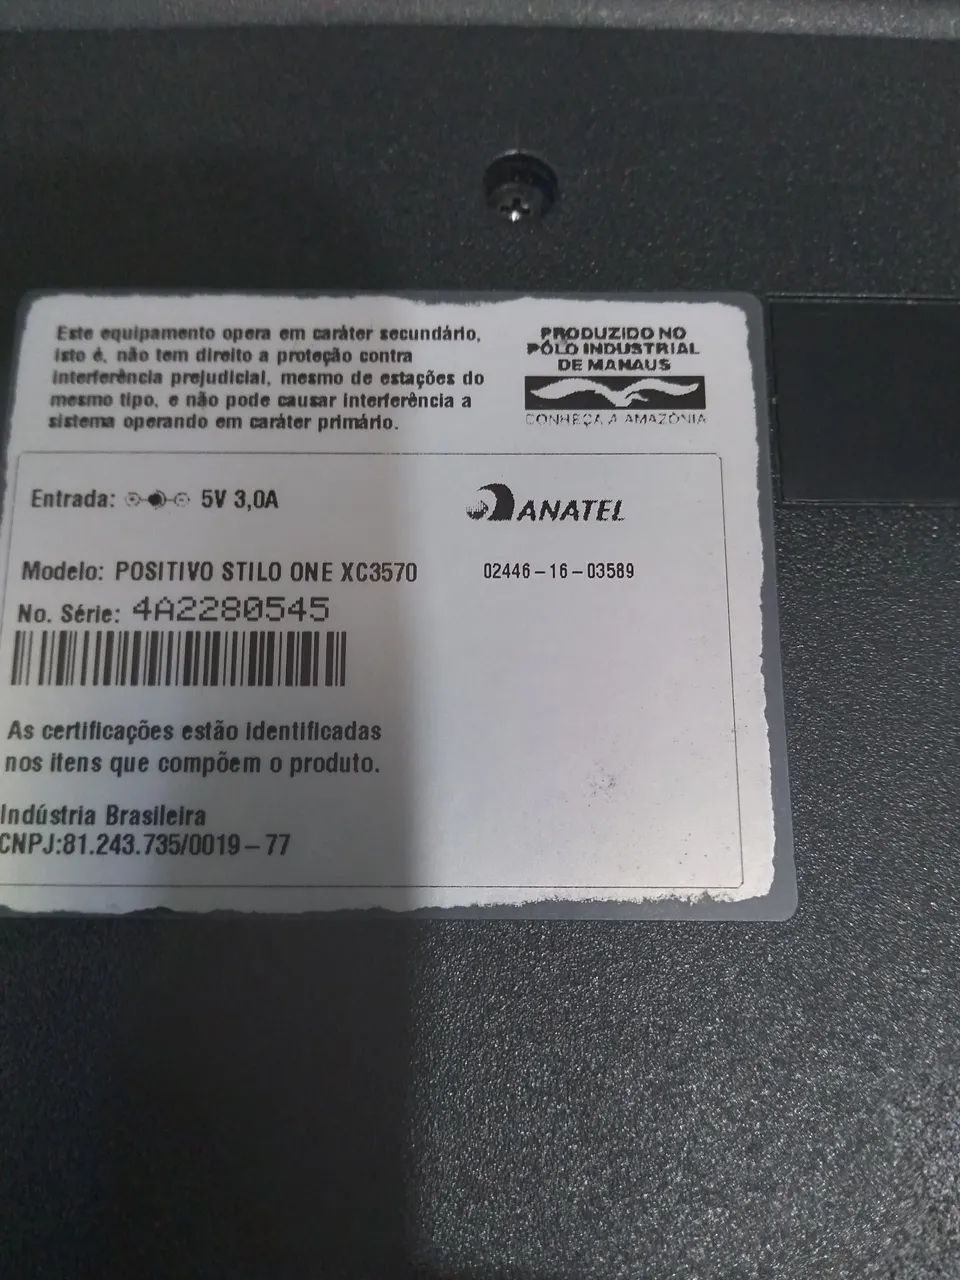 Este equipamento opera em caráter secundário,
isto é, não tem direito a proteção contra
interferência prejudicial, mesmo de estações do
mesmo tipo, e não pode causar interferência a
sistema operando em caráter primário.
PRODUZIDO NO
PÓLO INDUSTRIAL
DE MANAUS
CONHEÇA A AMAZÔNIA
Entrada: 5V 3,0A
ANATEL
Modelo: POSITIVO STILO ONE XC3570
02446-16-03589
No. Série: 4A2280545
As certificações estão identificadas
nos itens que compõem o produto.
Indústria Brasileira
CNPJ:81.243.735/0019-77